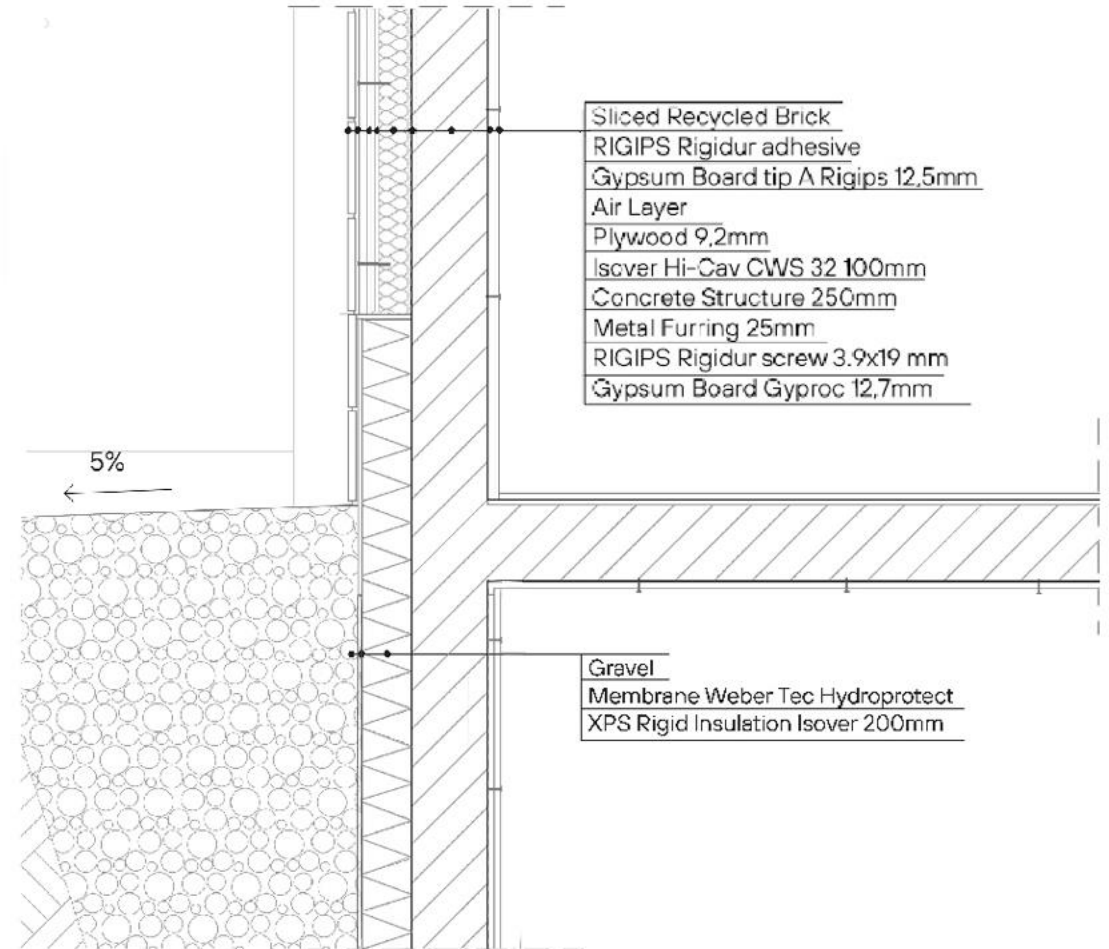 Sliced Recycled Brick
RIGIPS Rigidur adhesive
Gypsum Board tip A Rigips 12,5mm
Air Layer
Plywood 9,2mm
Isover Hi-Cav CWS 32 100mm
Concrete Structure 250mm
Metal Furring 25mm
RIGIPS Rigidur screw 3.9x19 mm
Gypsum Board Gyproc 12,7mm
5%
Gravel
Membrane Weber Tec Hydroprotect
XPS Rigid Insulation Isover 200mm